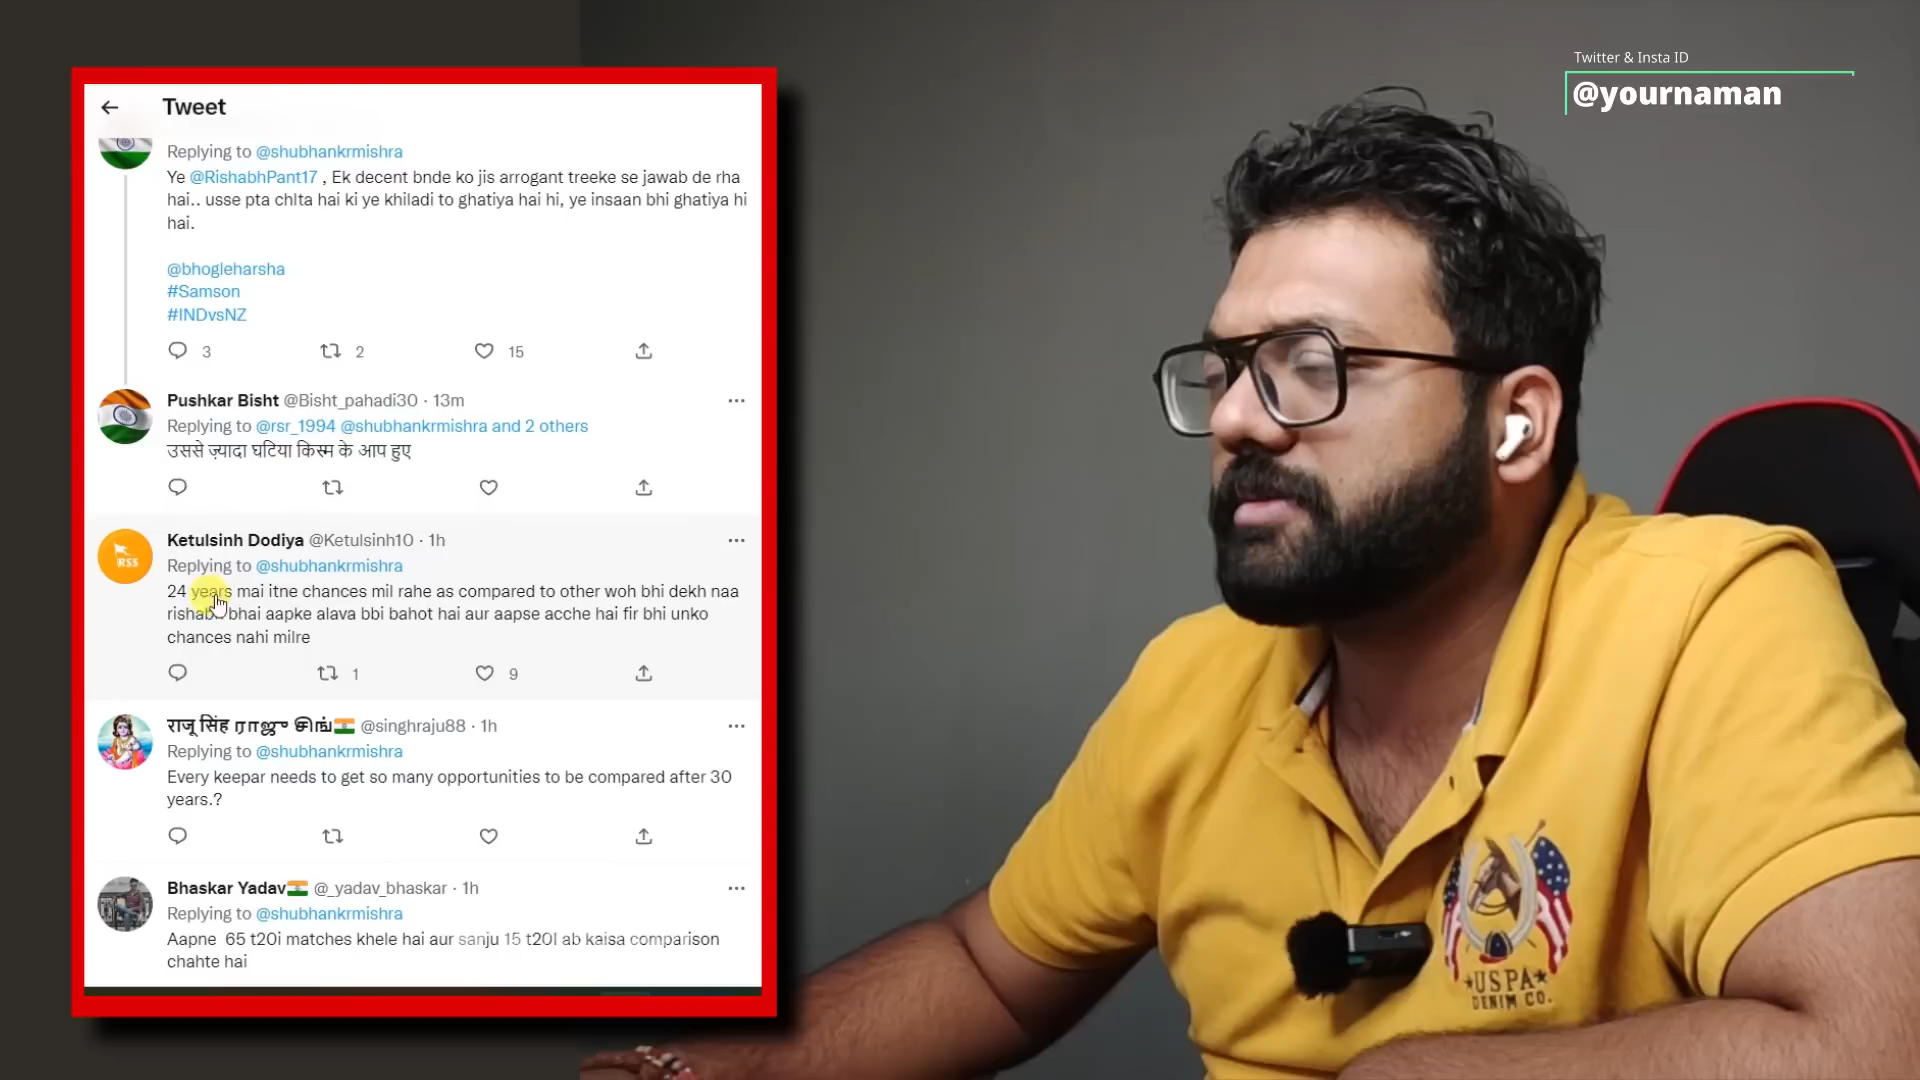 Twitter & Insta ID
@yournaman
Tweet
Replying to @shubhankrmishra
Ye @RishabhPant17 , Ek decent bnde ko jis arrogant treeke se jawab de rha
hai.. usse pta chlta hai ki ye khiladi to ghatiya hai hi, ye insaan bhi ghatiya hi
hai.
@bhogleharsha
#Samson
#INDvsNZ
3 2 15
Pushkar Bisht @Bisht_pahadi30 · 13m
Replying to @rsr_1994 @shubhankrmishra and 2 others
उससे ज़्यादा घटिया किस्म के आप हुए
Ketulsinh Dodiya @Ketulsinh10 · 1h
Replying to @shubhankrmishra
24 years mai itne chances mil rahe as compared to other woh bhi dekh naa
rishabh bhai aapke alava bbi bahot hai aur aapse acche hai fir bhi unko
chances nahi milre
1 9
RSS
राजू सिंह ராஜு சிங் @singhraju88 · 1h
Replying to @shubhankrmishra
Every keepar needs to get so many opportunities to be compared after 30
years.?
Bhaskar Yadav @_yadav_bhaskar · 1h
Replying to @shubhankrmishra
Aapne 65 t20i matches khele hai aur sanju 15 t20I ab kaisa comparison
chahte hai
USPA
DENIM CO.